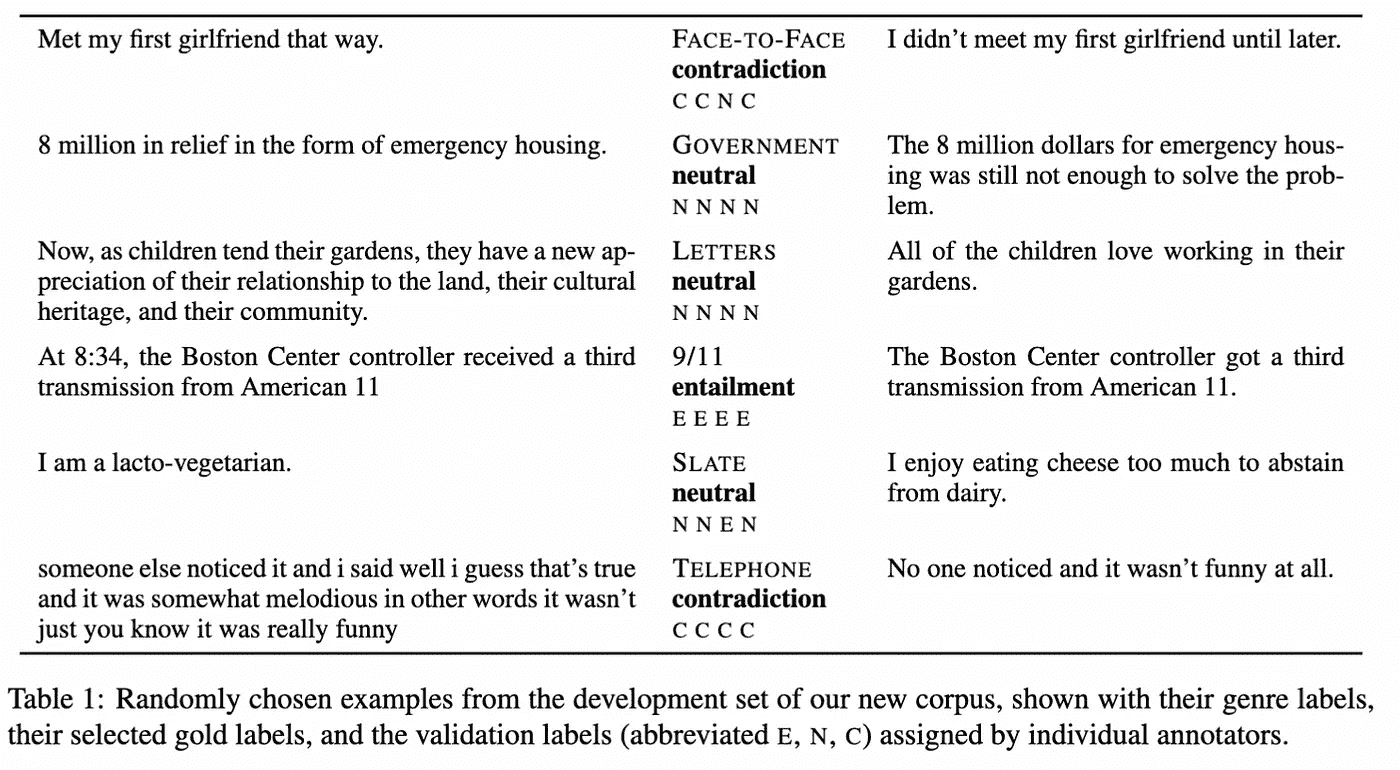 Met my first girlfriend that way.
FACE-TO-FACE
contradiction
C C N C
I didn't meet my first girlfriend until later.
8 million in relief in the form of emergency housing.
GOVERNMENT
neutral
N N N N
The 8 million dollars for emergency hous-
ing was still not enough to solve the prob-
lem.
Now, as children tend their gardens, they have a new ap-
preciation of their relationship to the land, their cultural
heritage, and their community.
LETTERS
neutral
N N N N
All of the children love working in their
gardens.
At 8:34, the Boston Center controller received a third
transmission from American 11
9/11
entailment
E E E E
The Boston Center controller got a third
transmission from American 11.
I am a lacto-vegetarian.
SLATE
neutral
N N E N
I enjoy eating cheese too much to abstain
from dairy.
someone else noticed it and i said well i guess that's true
and it was somewhat melodious in other words it wasn't
just you know it was really funny
TELEPHONE
contradiction
C C C C
No one noticed and it wasn't funny at all.
Table 1: Randomly chosen examples from the development set of our new corpus, shown with their genre labels,
their selected gold labels, and the validation labels (abbreviated E, N, C) assigned by individual annotators.